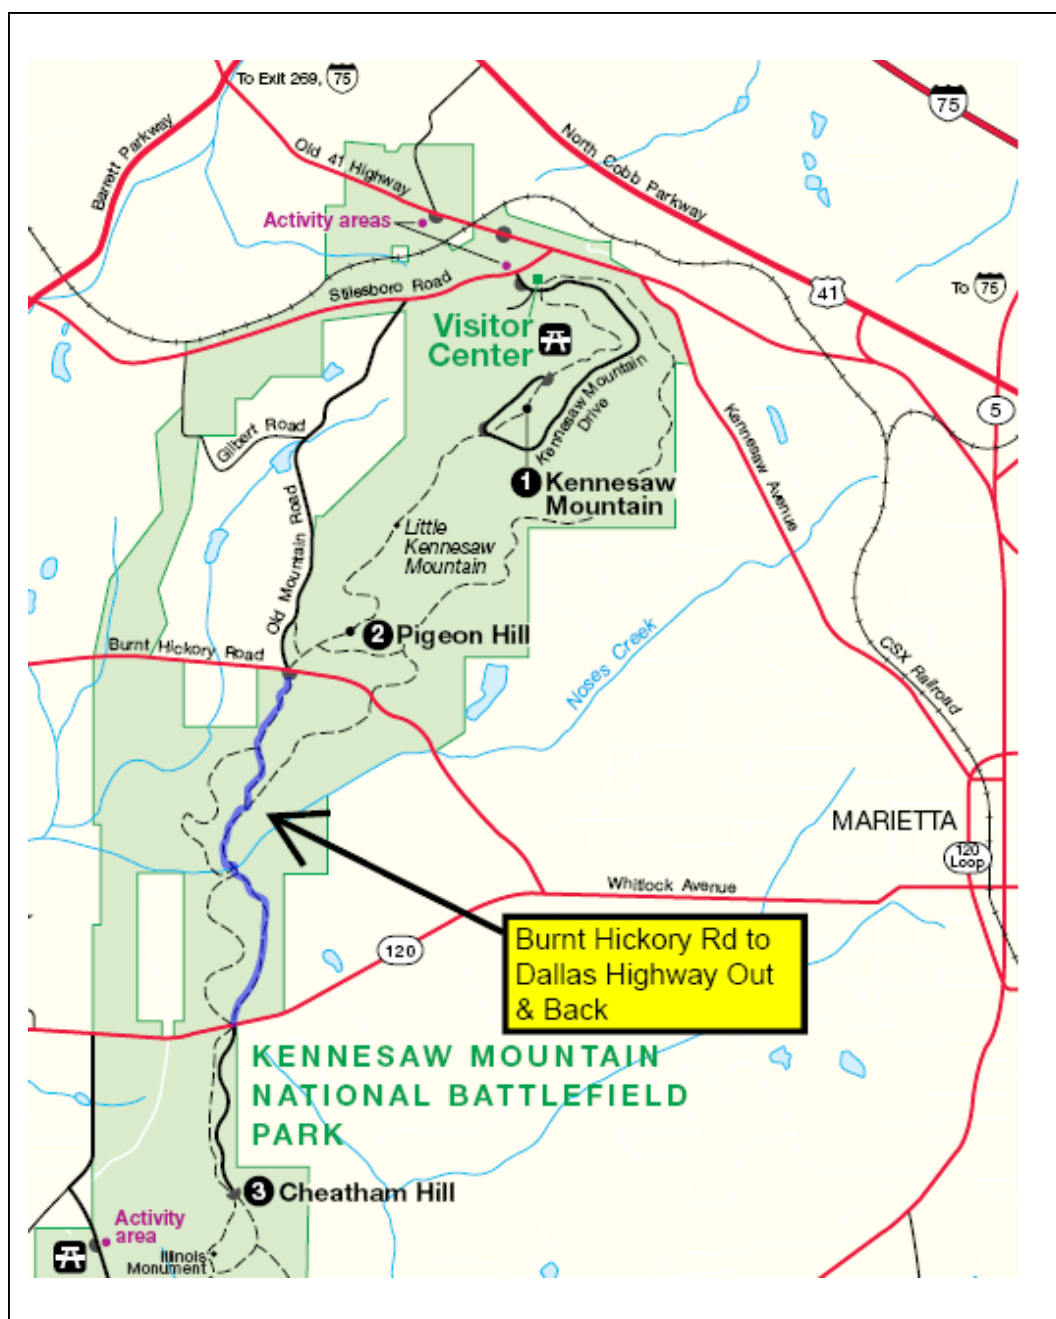 To Exit 269, 75
75
Barrett Parkway
Old 41 Highway
North Cobb Parkway
Activity areas
Stilesboro Road
41
To 75
Visitor
Center
Kennesaw Mountain
Drive
5
Gilbert Road
Kennesaw Avenue
1 Kennesaw
Mountain
Old Mountain Road
Little
Kennesaw
Mountain
2 Pigeon Hill
Burnt Hickory Road
Noses Creek
CSX Railroad
MARIETTA
120
Loop
Whitlock Avenue
120
Burnt Hickory Rd to
Dallas Highway Out
& Back
KENNESAW MOUNTAIN
NATIONAL BATTLEFIELD
PARK
3 Cheatham Hill
Activity
area
Illinois
Monument